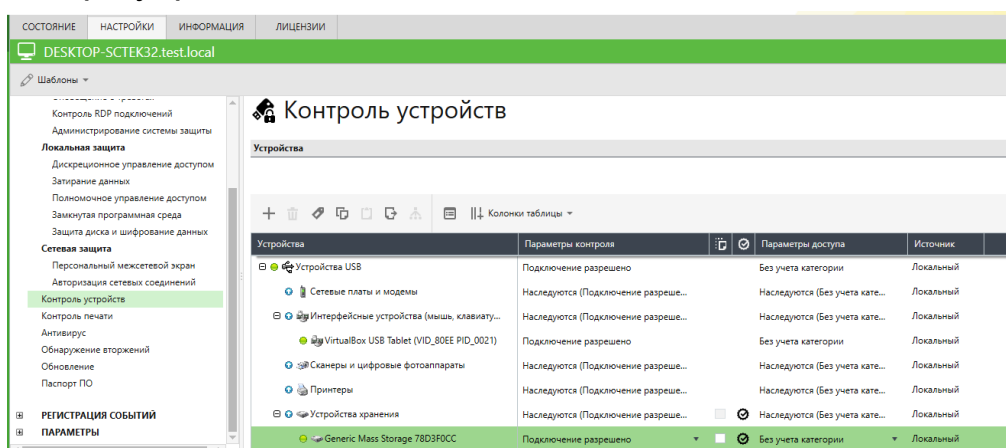 СОСТОЯНИЕ НАСТРОЙКИ ИНФОРМАЦИЯ ЛИЦЕНЗИИ
DESKTOP-SCTEK32.test.local
Шаблоны
Контроль RDP подключений
Администрирование системы защиты
Локальная защита
Дискреционное управление доступом
Затирание данных
Полномочное управление доступом
Замкнутая программная среда
Защита диска и шифрование данных
Сетевая защита
Персональный межсетевой экран
Авторизация сетевых соединений
Контроль устройств
Контроль печати
Антивирус
Обнаружение вторжений
Обновление
Паспорт ПО
РЕГИСТРАЦИЯ СОБЫТИЙ
ПАРАМЕТРЫ
Контроль устройств
Устройства
Колонки таблицы
Устройства Параметры контроля Параметры доступа Источник
Устройства USB Подключение разрешено Без учета категории Локальный
Сетевые платы и модемы Наследуются (Подключение разреше... Наследуются (Без учета кате... Локальный
Интерфейсные устройства (мышь, клавиату... Наследуются (Подключение разреше... Наследуются (Без учета кате... Локальный
VirtualBox USB Tablet (VID_80EE PID_0021) Подключение разрешено Без учета категории Локальный
Сканеры и цифровые фотоаппараты Наследуются (Подключение разреше... Наследуются (Без учета кате... Локальный
Принтеры Наследуются (Подключение разреше... Наследуются (Без учета кате... Локальный
Устройства хранения Наследуются (Подключение разреше... Наследуются (Без учета кате... Локальный
Generic Mass Storage 78D3F0CC Подключение разрешено Без учета категории Локальный